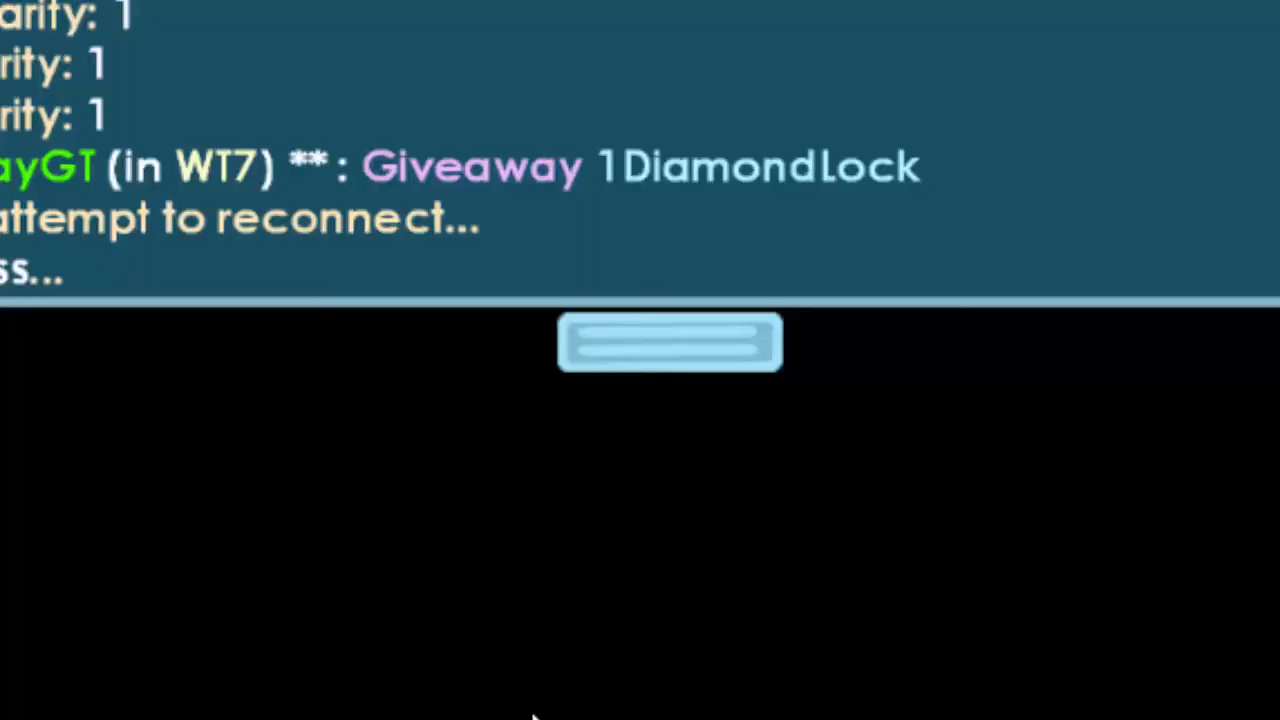 arity: 1
rity: 1
rity: 1
ayGT (in WT7) ** : Giveaway 1DiamondLock
attempt to reconnect...
ss...